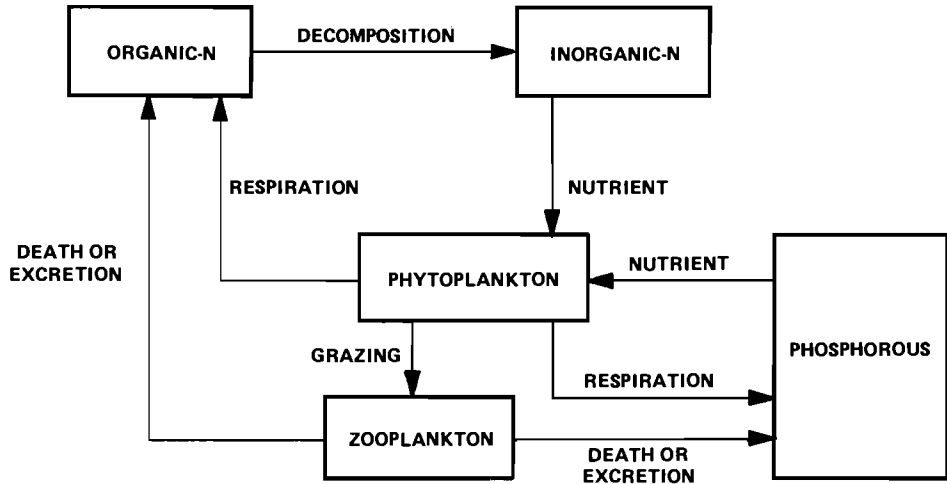 DECOMPOSITION
ORGANIC-N
INORGANIC-N
RESPIRATION
NUTRIENT
DEATH OR
EXCRETION
NUTRIENT
PHYTOPLANKTON
PHOSPHOROUS
GRAZING
RESPIRATION
ZOOPLANKTON
DEATH OR
EXCRETION